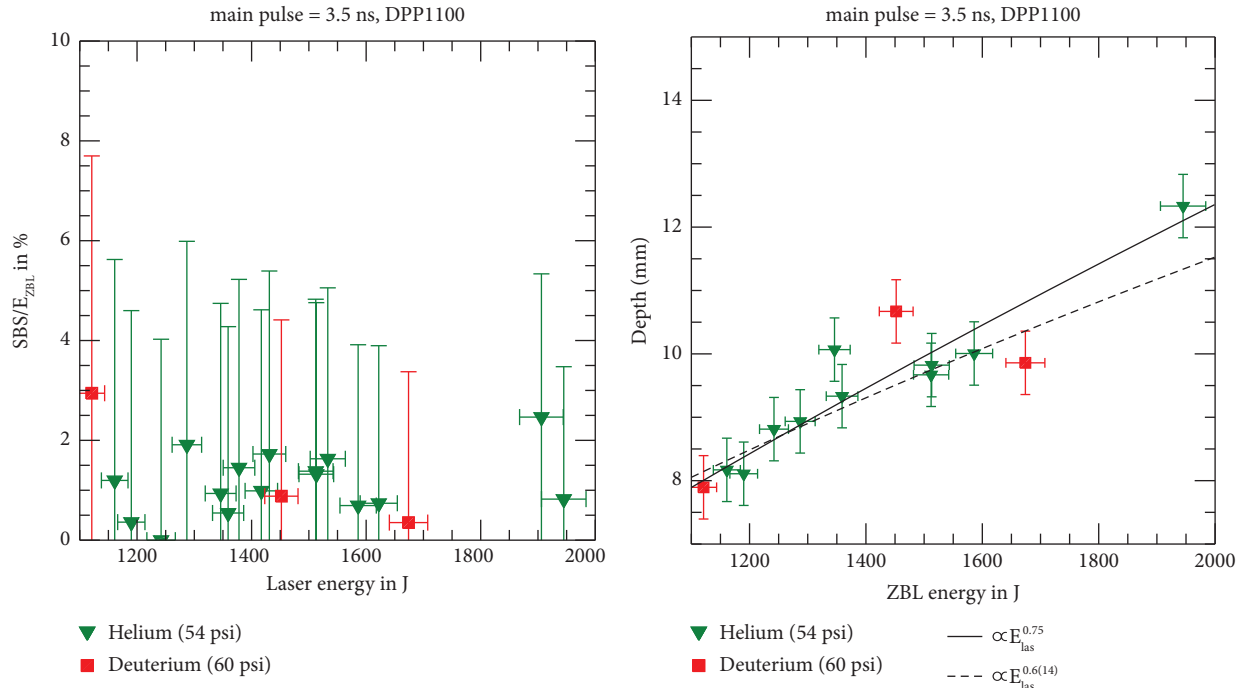 main pulse = 3.5 ns, DPP1100
10
8
6
4
2
0
SBS/E_ZBL in %
1200
1400
1600
1800
2000
Laser energy in J
Helium (54 psi)
Deuterium (60 psi)
main pulse = 3.5 ns, DPP1100
14
12
10
8
Depth (mm)
1200
1400
1600
1800
2000
ZBL energy in J
Helium (54 psi)
Deuterium (60 psi)
∝E_las^0.75
∝E_las^0.6(14)